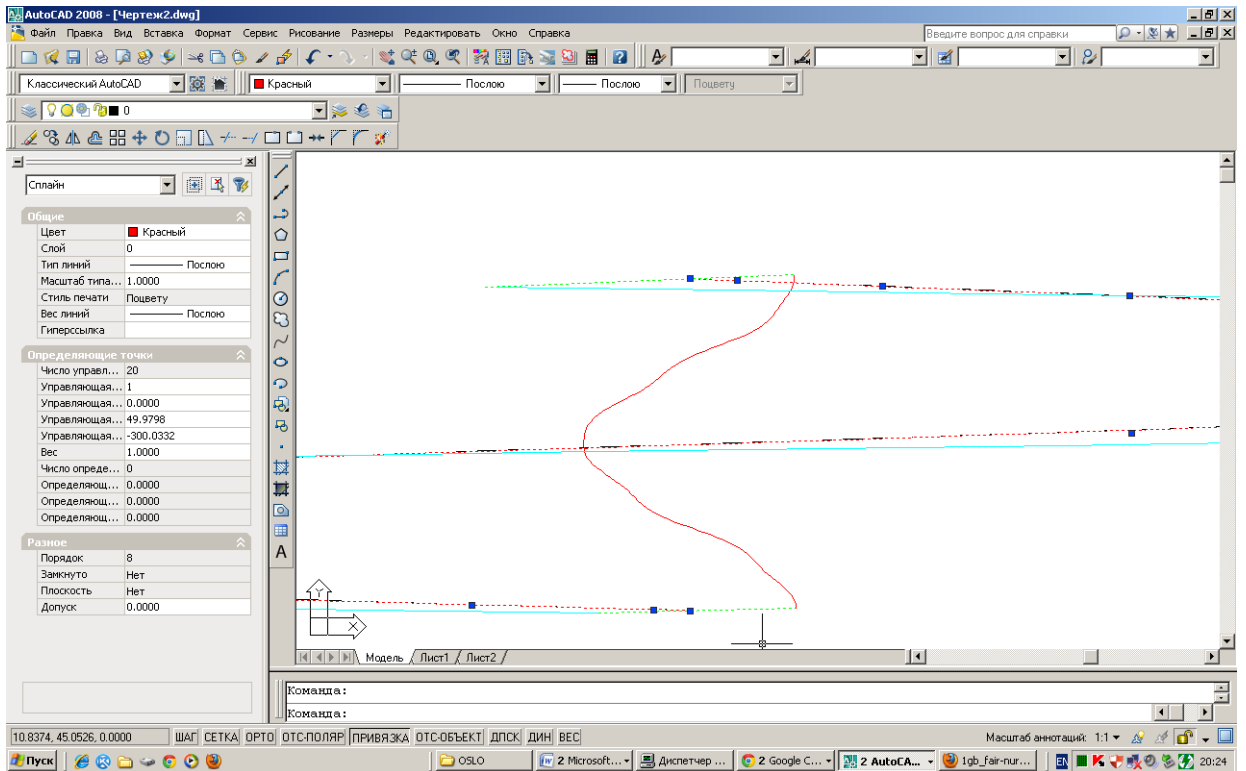 AutoCAD 2008 - [Чертеж2.dwg]
Файл Правка Вид Вставка Формат Сервис Рисование Размеры Редактировать Окно Справка
Введите вопрос для справки
Классический AutoCAD Красный Послою Послою Поцвету
0
Сплайн
Общие
Цвет Красный
Слой 0
Тип линий Послою
Масштаб типа... 1.0000
Стиль печати Поцвету
Вес линий Послою
Гиперссылка
Определяющие точки
Число управл... 20
Управляющая... 1
Управляющая... 0.0000
Управляющая... 49.9798
Управляющая... -300.0332
Вес 1.0000
Число опреде... 0
Определяющ... 0.0000
Определяющ... 0.0000
Определяющ... 0.0000
Разное
Порядок 8
Замкнуто Нет
Плоскость Нет
Допуск 0.0000
A
Y
X
Модель Лист1 Лист2
Команда:
Команда:
10.8374, 45.0526, 0.0000 ШАГ СЕТКА ОРТО ОТС-ПОЛЯР ПРИВЯЗКА ОТС-ОБЪЕКТ ДПСК ДИН ВЕС Масштаб аннотаций: 1:1
Пуск OSLO 2 Microsoft... Диспетчер ... 2 Google C... 2 AutoCA... 1gb_fair-nur... EN 20:24